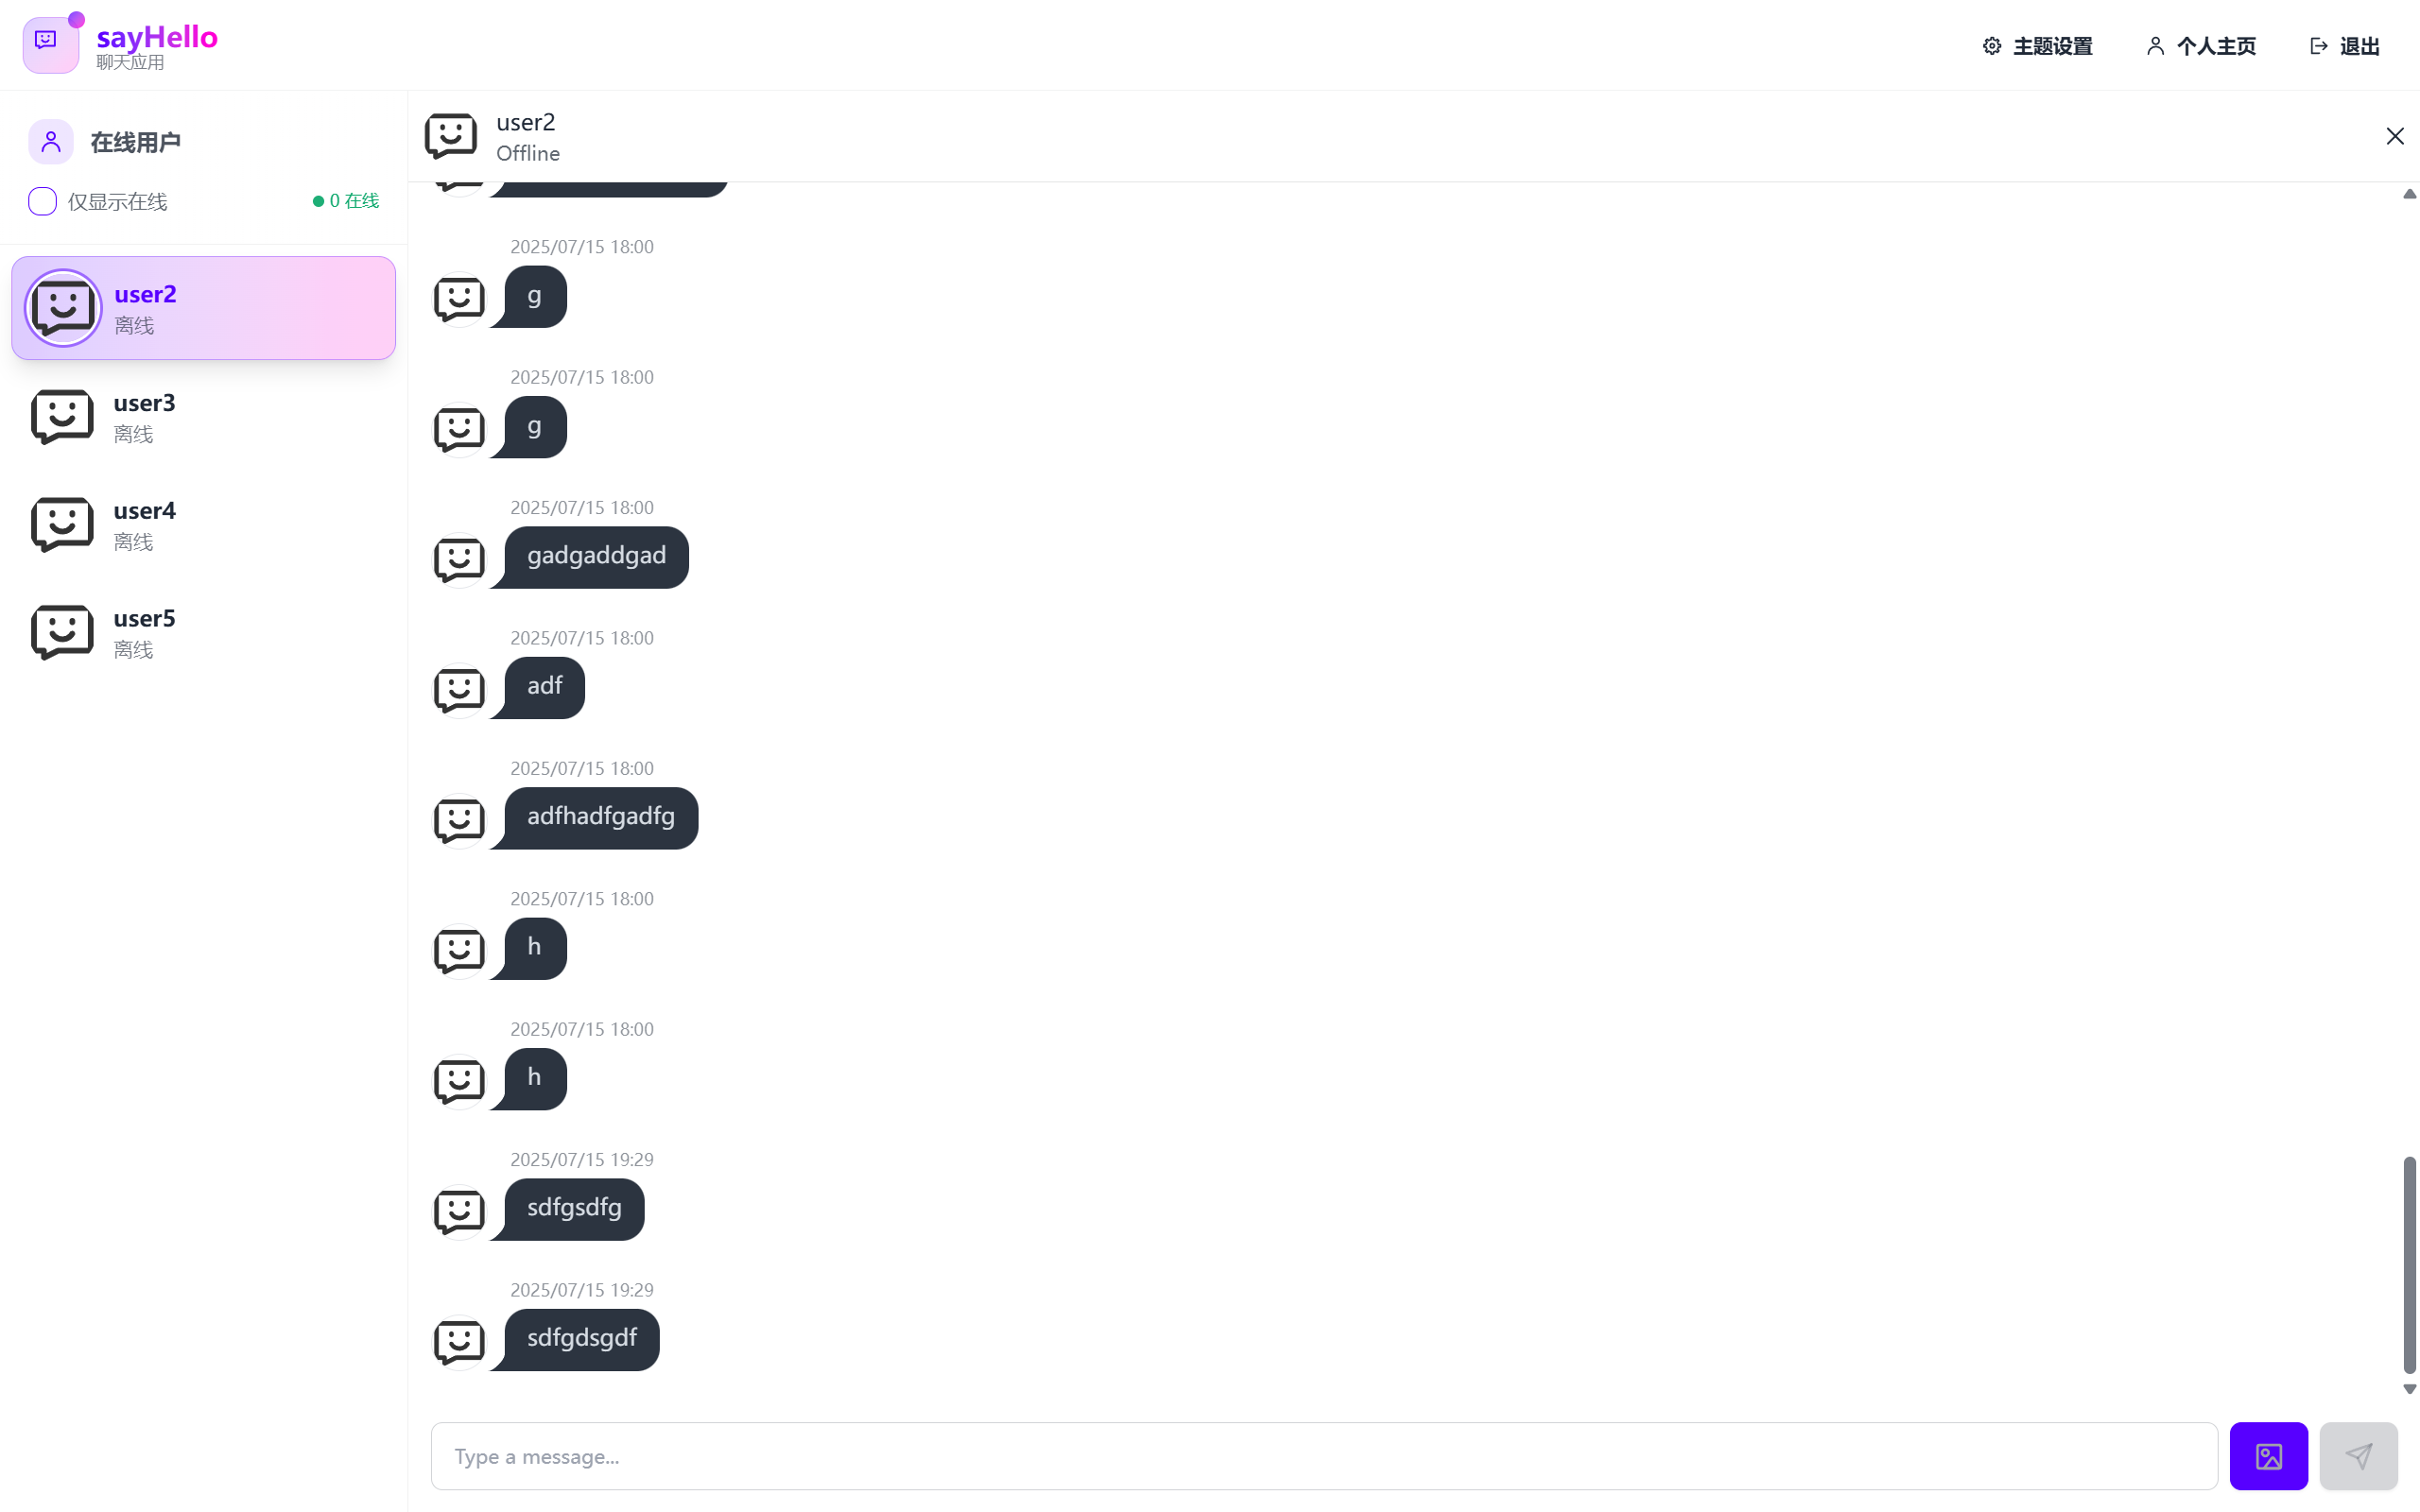 sayHello
聊天应用
主题设置
个人主页
退出
在线用户
仅显示在线
0 在线
user2
离线
user3
离线
user4
离线
user5
离线
user2
Offline
2025/07/15 18:00
g
2025/07/15 18:00
g
2025/07/15 18:00
gadgaddgad
2025/07/15 18:00
adf
2025/07/15 18:00
adfhadfgadfg
2025/07/15 18:00
h
2025/07/15 18:00
h
2025/07/15 19:29
sdfgsdfg
2025/07/15 19:29
sdfgdsgdf
Type a message...